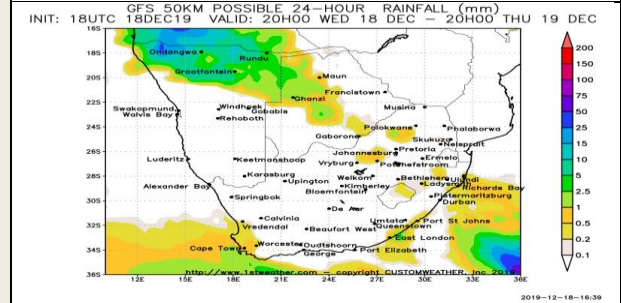 GFS 50KM POSSIBLE 24-HOUR RAINFALL (mm)
INIT: 18UTC 18DEC19 VALID: 20H00 WED 18 DEC - 20H00 THU 19 DEC
16S
18S
20S
22S
24S
26S
28S
30S
32S
34S
36S
Ondangwa
Rundu
Grootfontein
Maun
Francistown
Ghanzi
Musina
Swakopmund
Windhoek
Gobabis
Walvis Bay
Rehoboth
Polokwane
Phalaborwa
Gaborone
Skukuza
Nelspruit
Johannesburg
Pretoria
Ermelo
Luderitz
Keetmanshoop
Vryburg
Potchefstroom
Karasburg
Upington
Welkom
Bethlehem
Ulundi
Alexander Bay
Kimberley
Ladysmith
Richards Bay
Bloemfontein
Springbok
Pietermaritzburg
Durban
De Aar
Calvinia
Umtata
Port St Johns
Vredendal
Beaufort West
Queenstown
East London
Cape Town
Worcester
Oudtshoorn
George
Port Elizabeth
http://www.1stweather.com - copyright CUSTOMWEATHER, Inc 2019
12E 15E 18E 21E 24E 27E 30E 33E 36E
200
150
100
75
50
25
15
10
5
2.5
1
0.5
0.2
0.1
2019-12-18-16:39